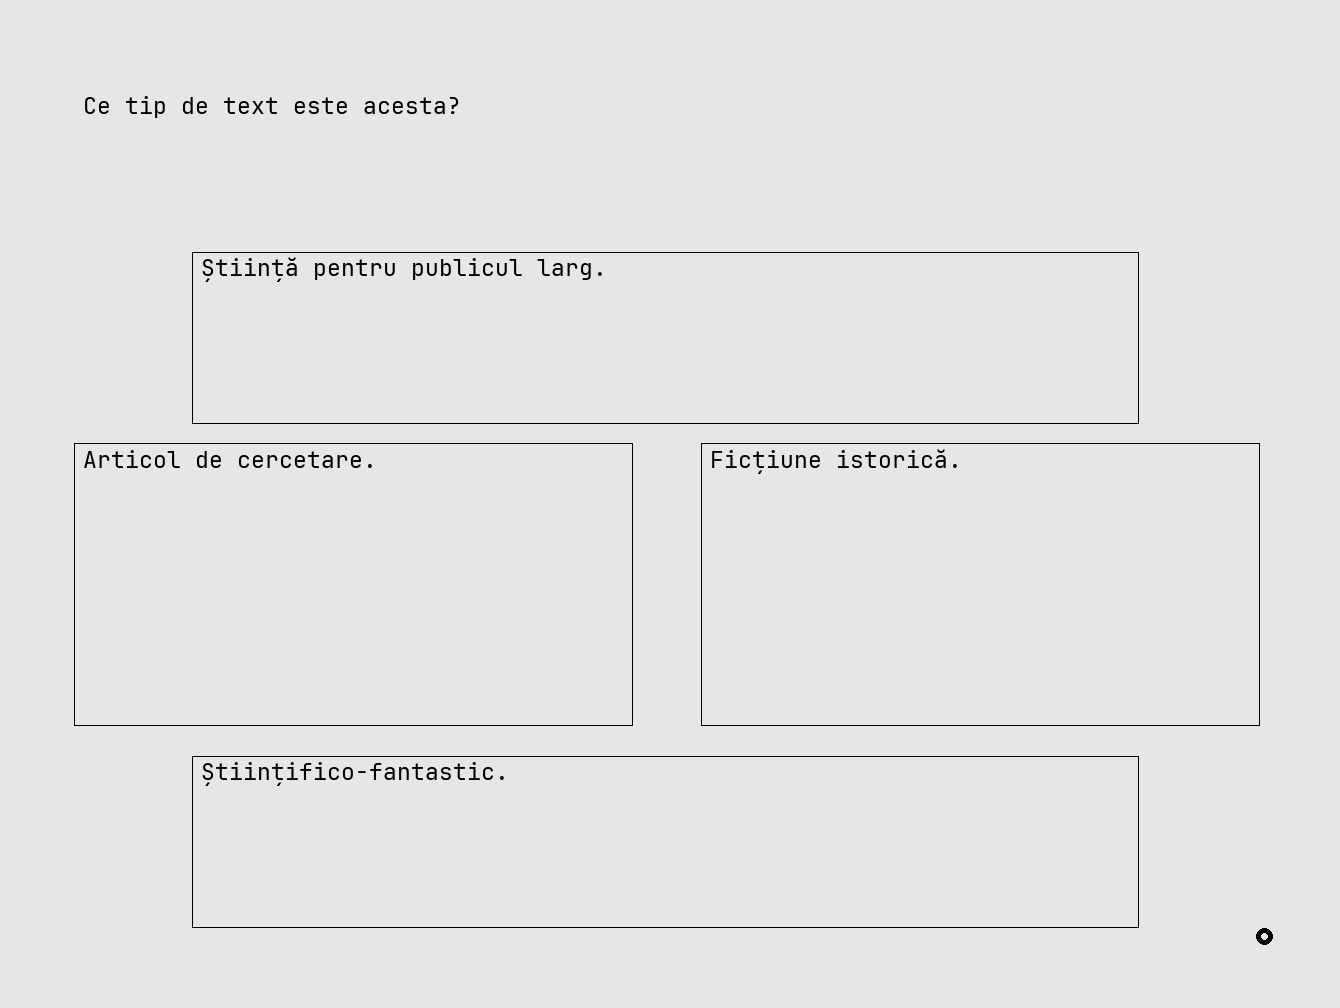 Ce tip de text este acesta?
Știință pentru publicul larg.
Articol de cercetare.
Ficțiune istorică.
Științifico-fantastic.